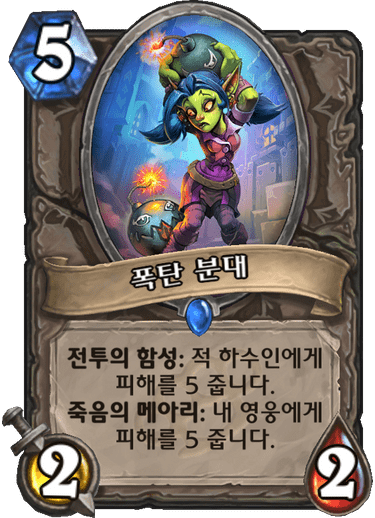 5
폭탄 분대
전투의 함성: 적 하수인에게
피해를 5 줍니다.
죽음의 메아리: 내 영웅에게
피해를 5 줍니다.
2
2